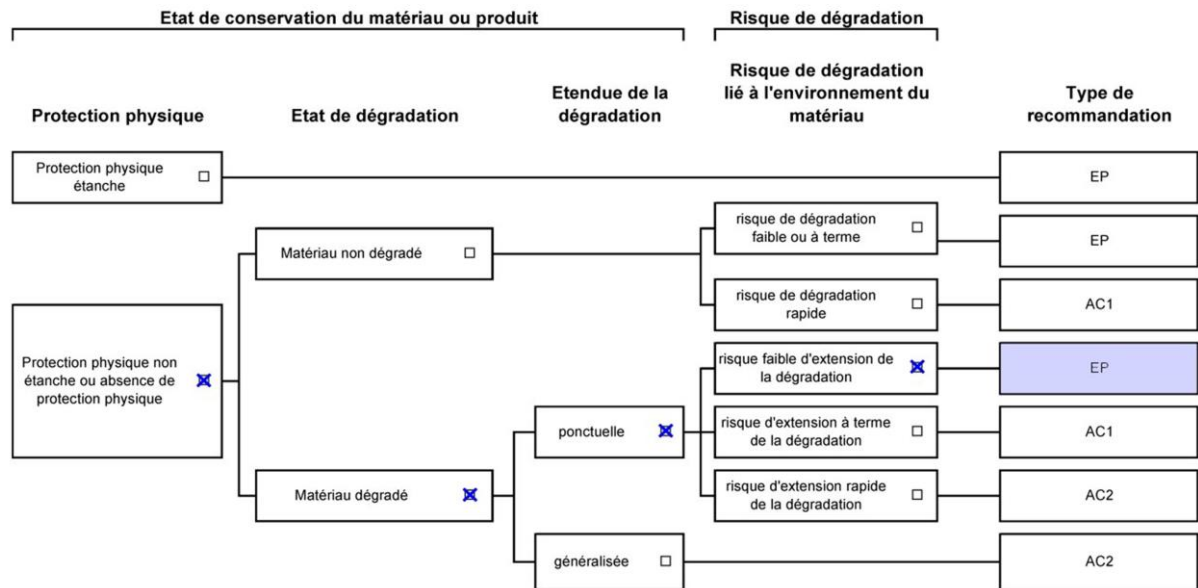 Etat de conservation du matériau ou produit
Risque de dégradation
Protection physique
Etat de dégradation
Etendue de la
dégradation
Risque de dégradation
lié à l'environnement du
matériau
Type de
recommandation
Protection physique
étanche
EP
Matériau non dégradé
risque de dégradation
faible ou à terme
EP
risque de dégradation
rapide
AC1
Protection physique non
étanche ou absence de
protection physique
risque faible d'extension de
la dégradation
EP
ponctuelle
risque d'extension à terme
de la dégradation
AC1
Matériau dégradé
risque d'extension rapide
de la dégradation
AC2
généralisée
AC2